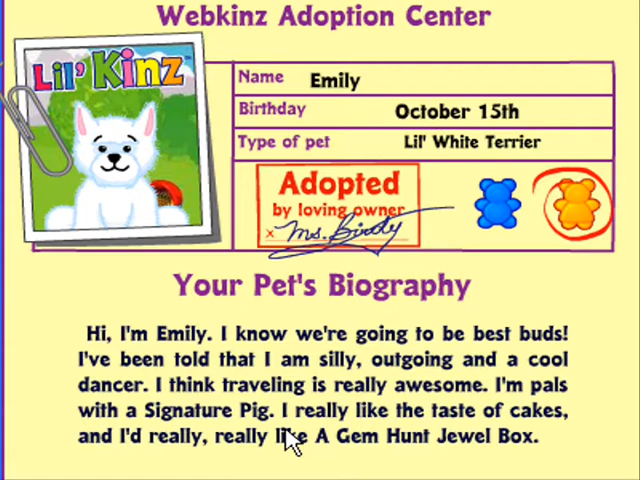 Webkinz Adoption Center
Lil' Kinz™
Name Emily
Birthday October 15th
Type of pet Lil' White Terrier
Adopted
by loving owner
x Ms. Birdy
Your Pet's Biography
Hi, I'm Emily. I know we're going to be best buds!
I've been told that I am silly, outgoing and a cool
dancer. I think traveling is really awesome. I'm pals
with a Signature Pig. I really like the taste of cakes,
and I'd really, really like A Gem Hunt Jewel Box.